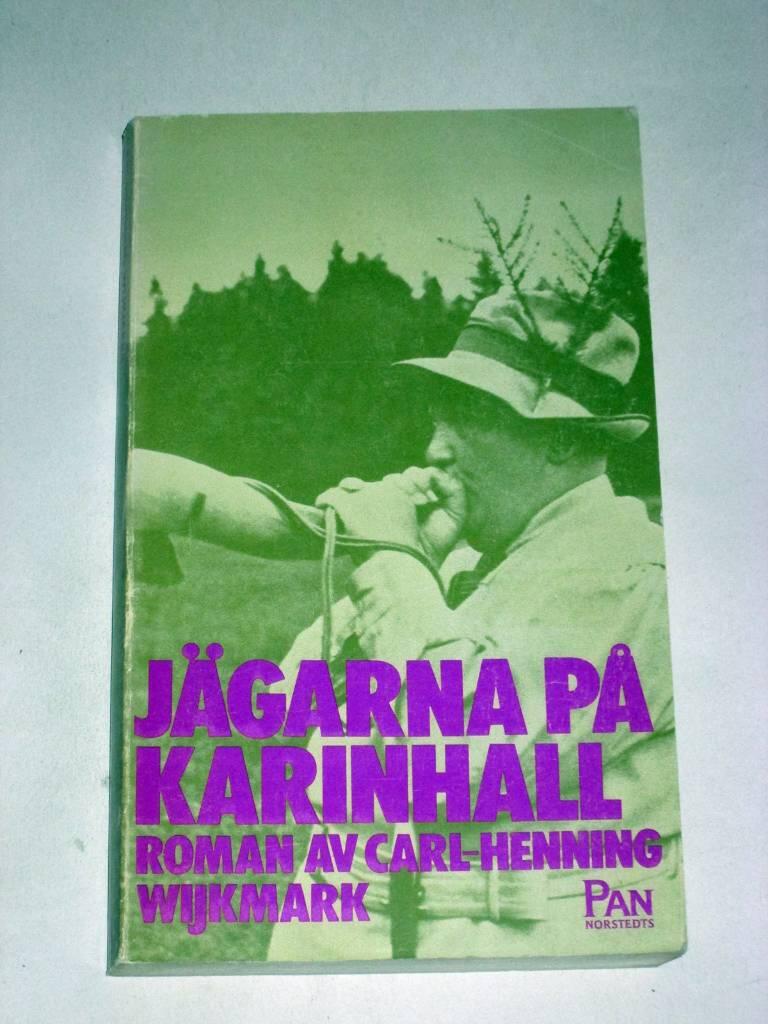 JÄGARNA PÅ
KARINHALL
ROMAN AV CARL-HENNING
WIJKMARK
PAN
NORSTEDTS